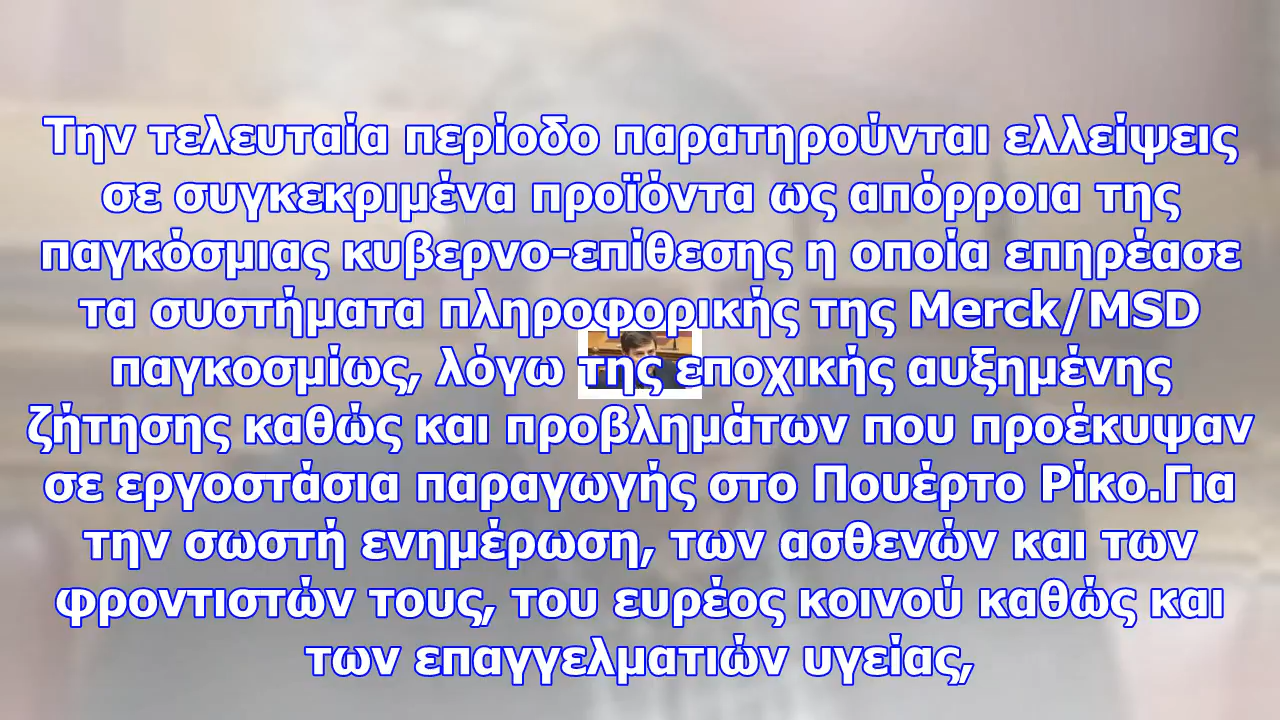 Την τελευταία περίοδο παρατηρούνται ελλείψεις
σε συγκεκριμένα προϊόντα ως απόρροια της
παγκόσμιας κυβερνο-επίθεσης η οποία επηρέασε
τα συστήματα πληροφορικής της Merck/MSD
παγκοσμίως, λόγω της εποχικής αυξημένης
ζήτησης καθώς και προβλημάτων που προέκυψαν
σε εργοστάσια παραγωγής στο Πουέρτο Ρίκο.Για
την σωστή ενημέρωση, των ασθενών και των
φροντιστών τους, του ευρέος κοινού καθώς και
των επαγγελματιών υγείας,